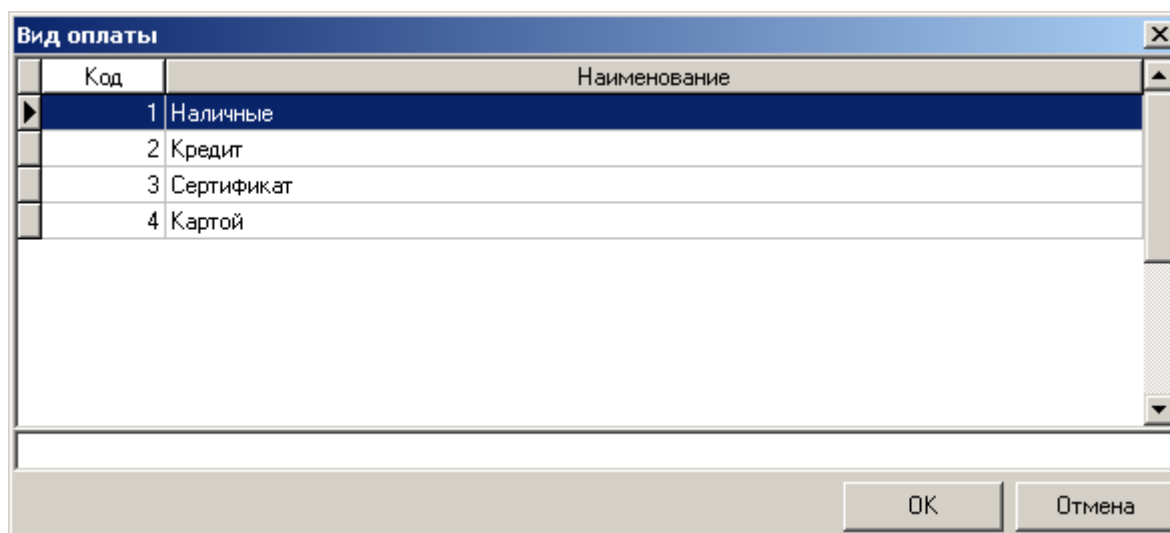 Вид оплаты
Код Наименование
1 Наличные
2 Кредит
3 Сертификат
4 Картой
OK Отмена